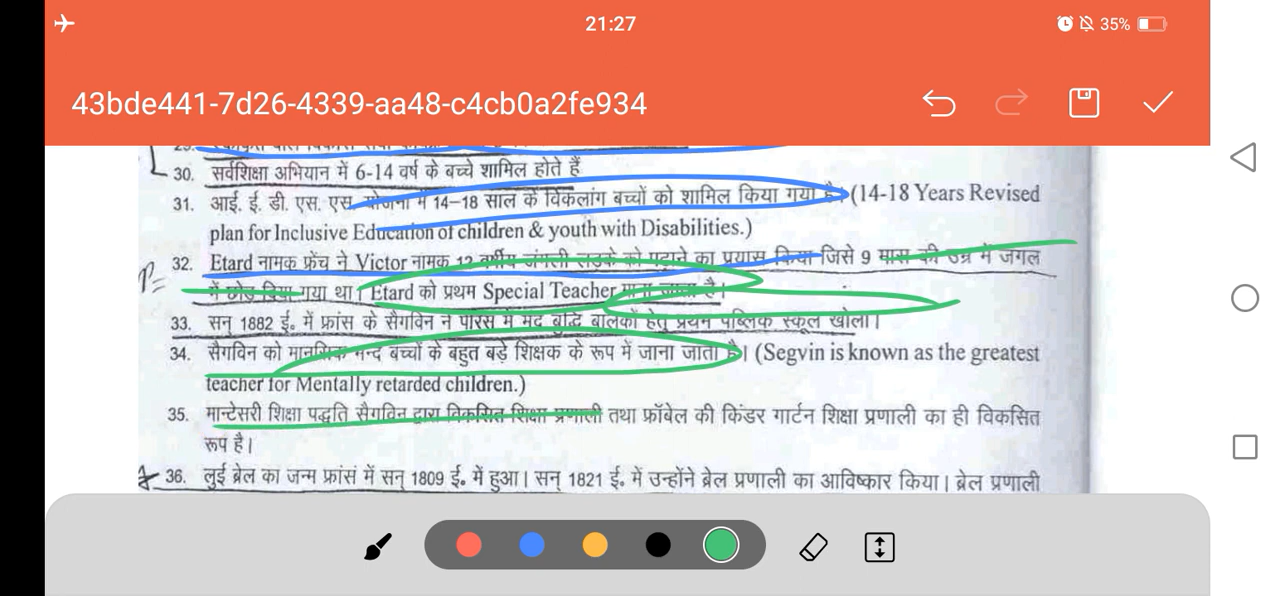 21:27
35%
43bde441-7d26-4339-aa48-c4cb0a2fe934
30. सर्वशिक्षा अभियान में 6-14 वर्ष के बच्चे शामिल होते हैं
31. आई. ई. डी. एस. एस. योजना में 14–18 साल के विकलांग बच्चों को शामिल किया गया है। (14-18 Years Revised
plan for Inclusive Education of children & youth with Disabilities.)
32. Etard नामक फ्रेंच ने Victor नामक 12 वर्षीय जंगली लड़के को पढ़ाने का प्रयास किया जिसे 9 मास की उम्र में जंगल
में छोड़ दिया गया था। Etard को प्रथम Special Teacher माना जाता है।
33. सन् 1882 ई. में फ्रांस के सैगविन ने पेरिस में मंद बुद्धि बालकों हेतु प्रथम पब्लिक स्कूल खोला।
34. सैगविन को मानसिक मन्द बच्चों के बहुत बड़े शिक्षक के रूप में जाना जाता है। (Segvin is known as the greatest
teacher for Mentally retarded children.)
35. मान्टेसरी शिक्षा पद्धति सैगविन द्वारा विकसित शिक्षा प्रणाली तथा फ्रॉबेल की किंडर गार्टन शिक्षा प्रणाली का ही विकसित
रूप है।
36. लुई ब्रेल का जन्म फ्रांस में सन् 1809 ई. में हुआ। सन् 1821 ई. में उन्होंने ब्रेल प्रणाली का आविष्कार किया। ब्रेल प्रणाली